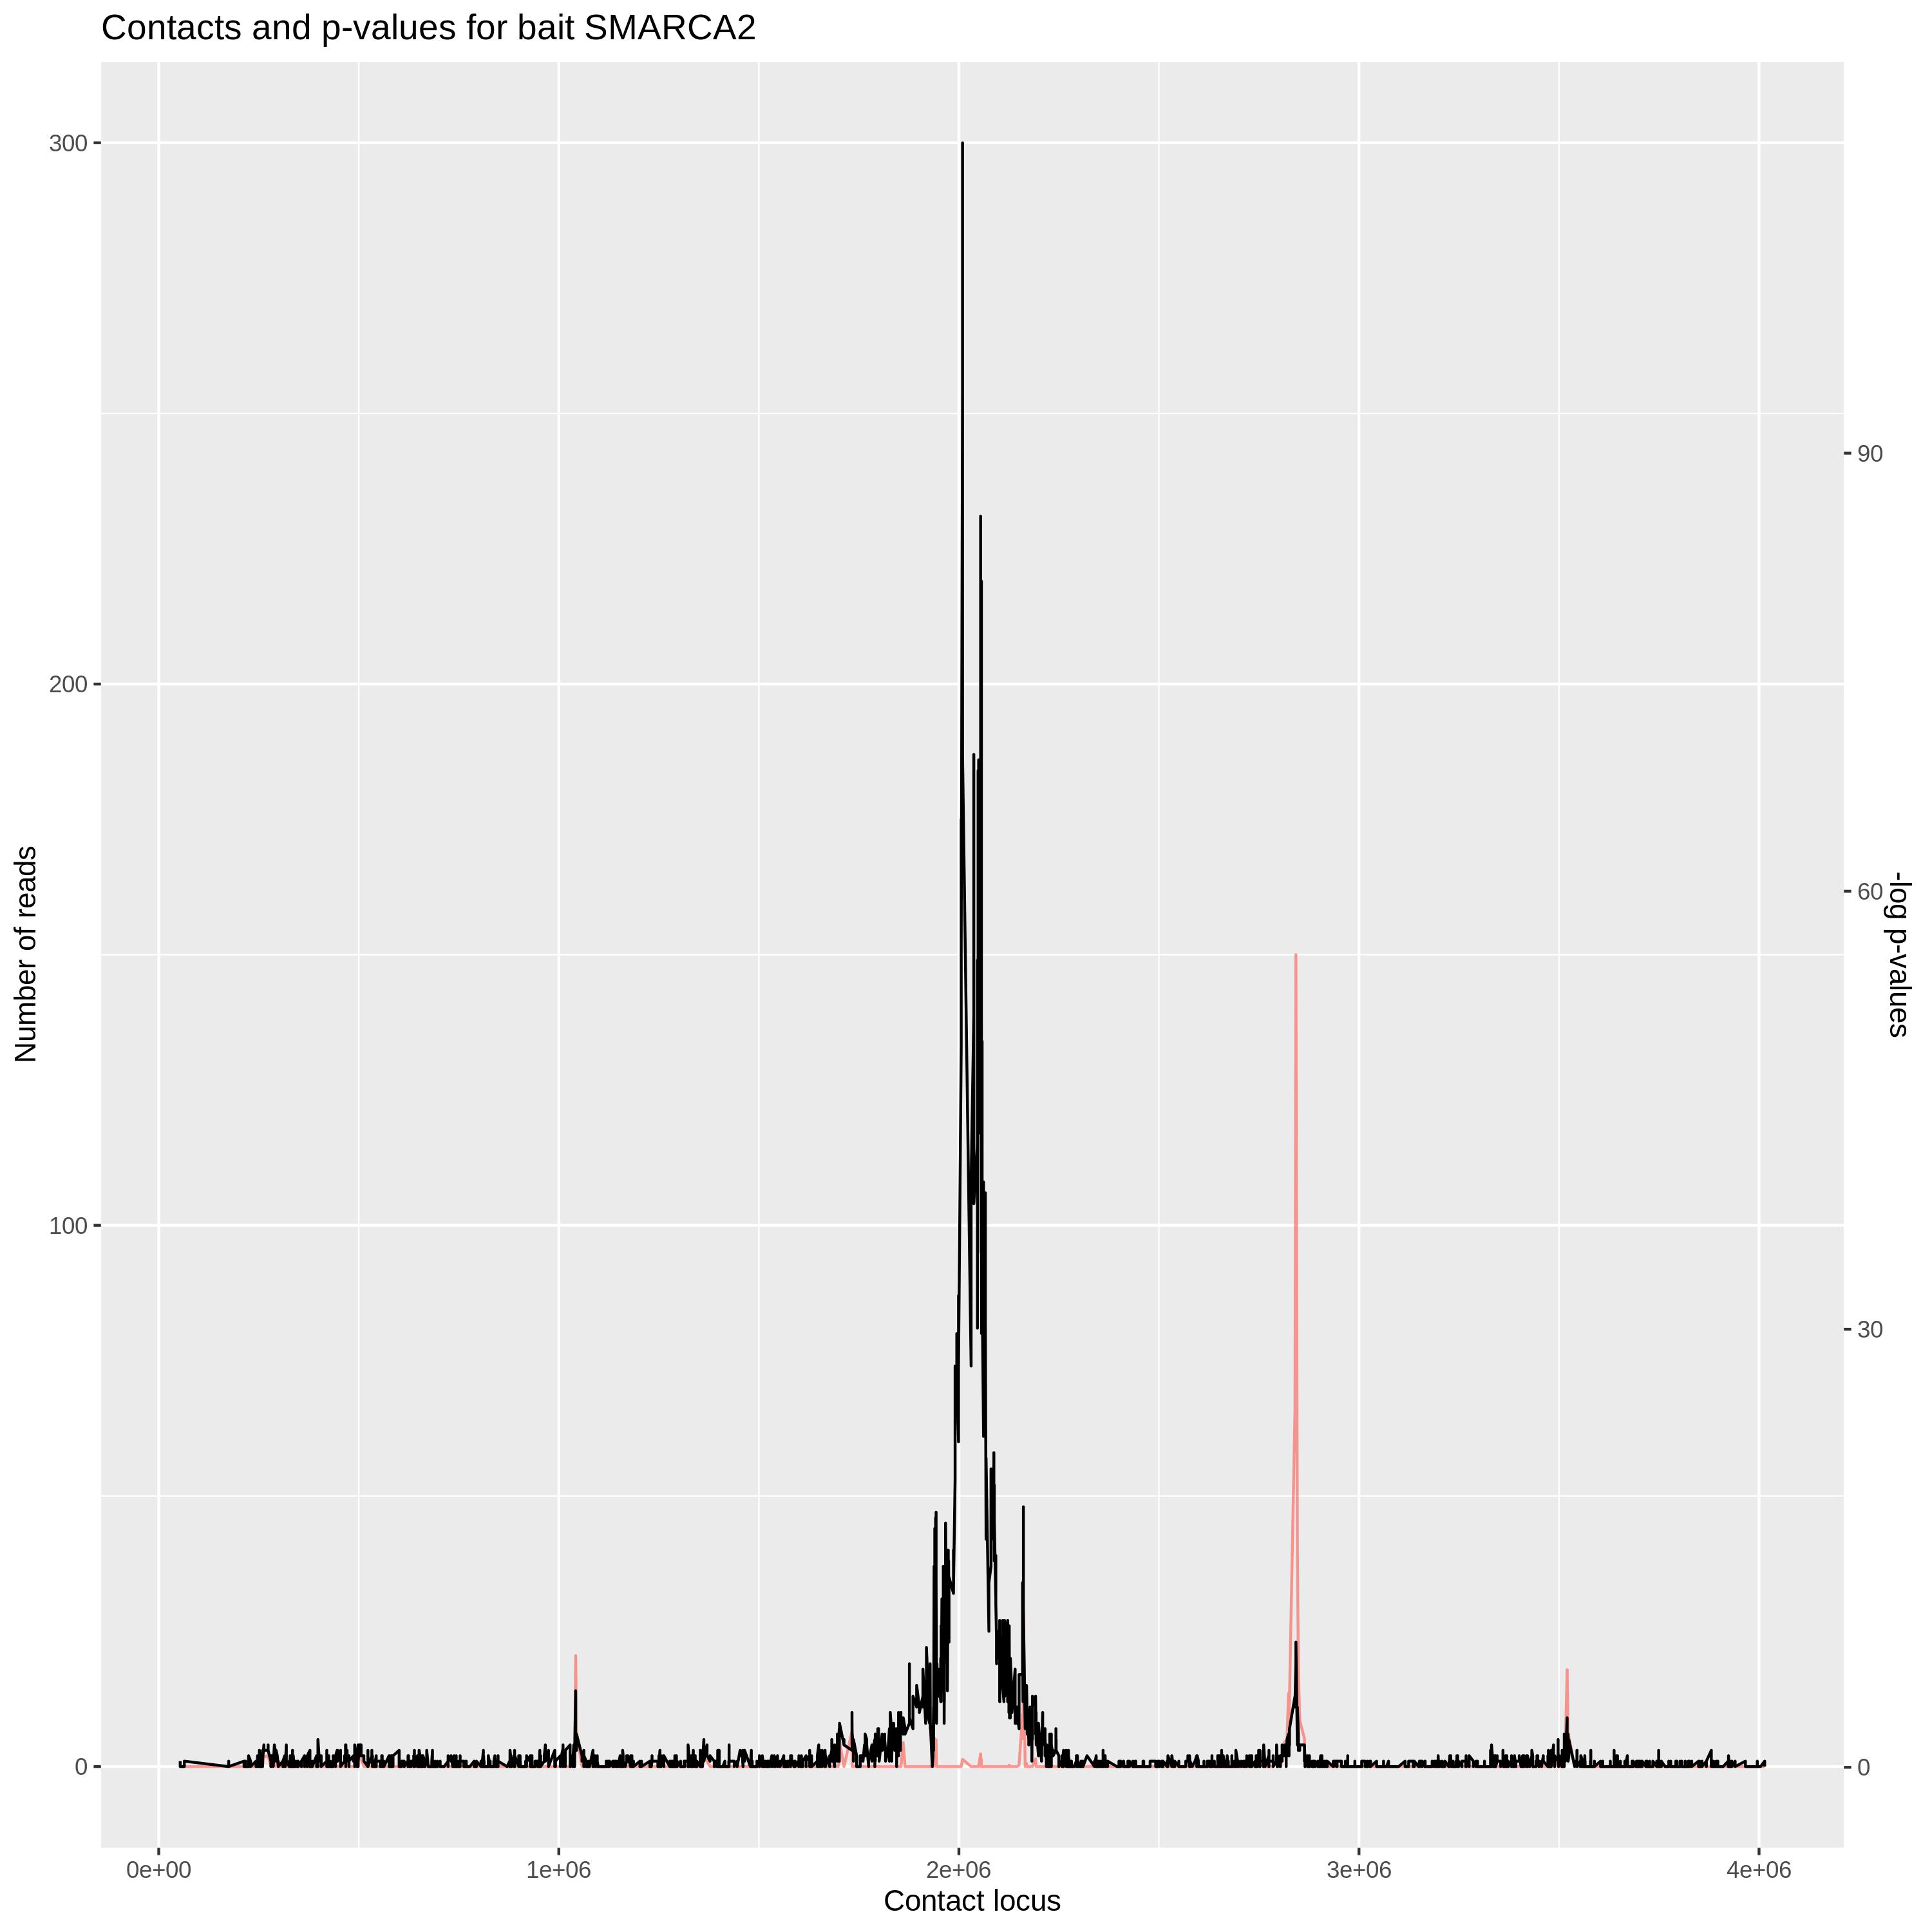 Contacts and p-values for bait SMARCA2
300
200
100
0
Number of reads
90
60
30
0
-log p-values
0e+00 1e+06 2e+06 3e+06 4e+06
Contact locus